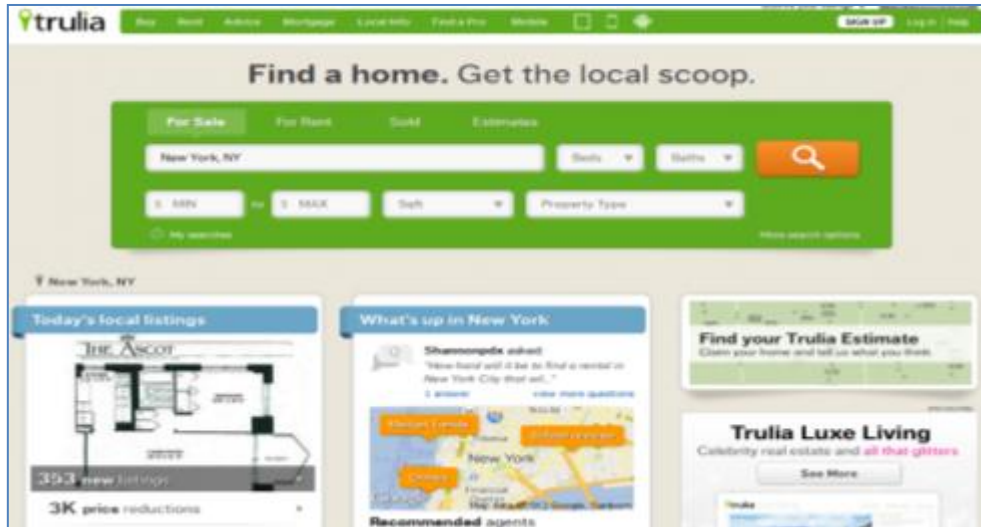 trulia Buy Rent Advice Mortgage Local Info Find a Pro Mobile SIGN UP Log in | Help
Find a home. Get the local scoop.
For Sale For Rent Sold Estimates
New York, NY Beds Baths
$ MIN to $ MAX Sqft Property Type
My searches More search options
New York, NY
Today's local listings
THE ASCOT
353 new listings
3K price reductions
What's up in New York
Shannonpdx asked
"How hard will it be to find a rental in
New York City that wil..."
1 answer view more questions
New York
Financial
District
Recommended agents
Find your Trulia Estimate
Claim your home and tell us what you think
Trulia Luxe Living
Celebrity real estate and all that glitters
See More
trulia